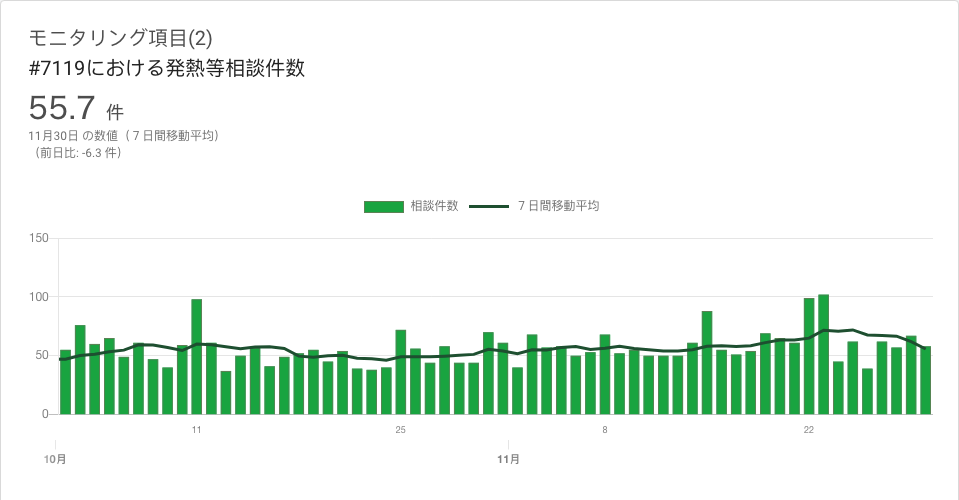 モニタリング項目(2)
#7119における発熱等相談件数
55.7 件
11月30日 の数値（７日間移動平均）
（前日比: -6.3 件）
相談件数 ７日間移動平均
150
100
50
0
11 25 8 22
10月 11月